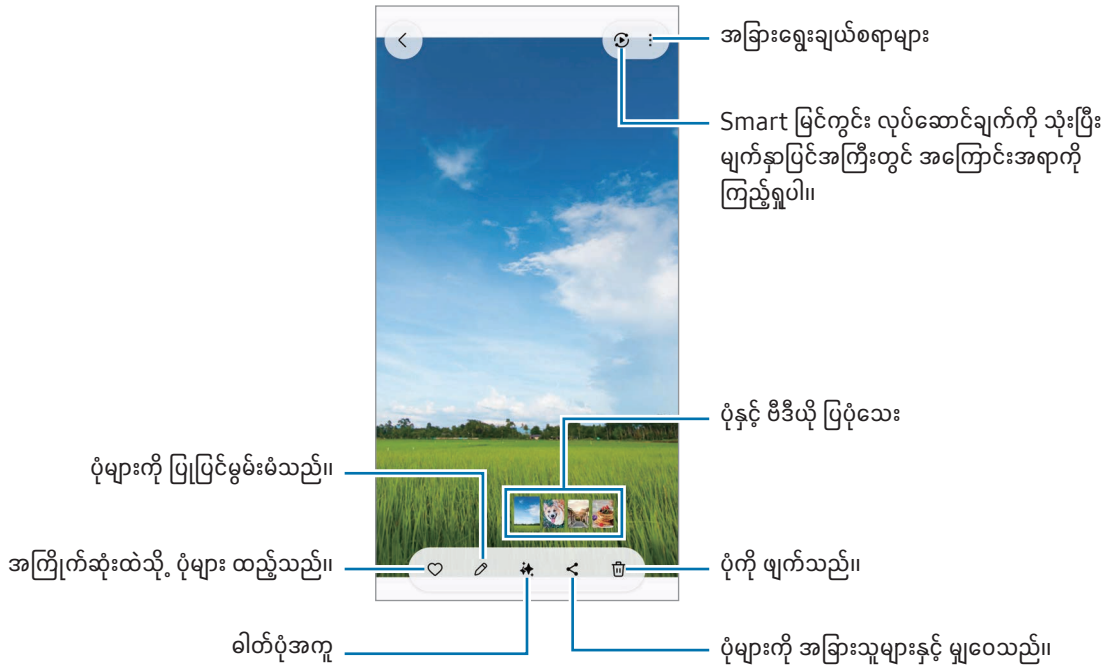 အခြားရွေးချယ်စရာများ
Smart မြင်ကွင်း လုပ်ဆောင်ချက်ကို သုံးပြီး
မျက်နှာပြင်အကြီးတွင် အကြောင်းအရာကို
ကြည့်ရှုပါ။
ပုံနှင့် ဗီဒီယို ပြပုံသေး
ပုံများကို ပြုပြင်မွမ်းမံသည်။
အကြိုက်ဆုံးထဲသို့ ပုံများ ထည့်သည်။
ပုံကို ဖျက်သည်။
ဓါတ်ပုံအကူ
ပုံများကို အခြားသူများနှင့် မျှဝေသည်။